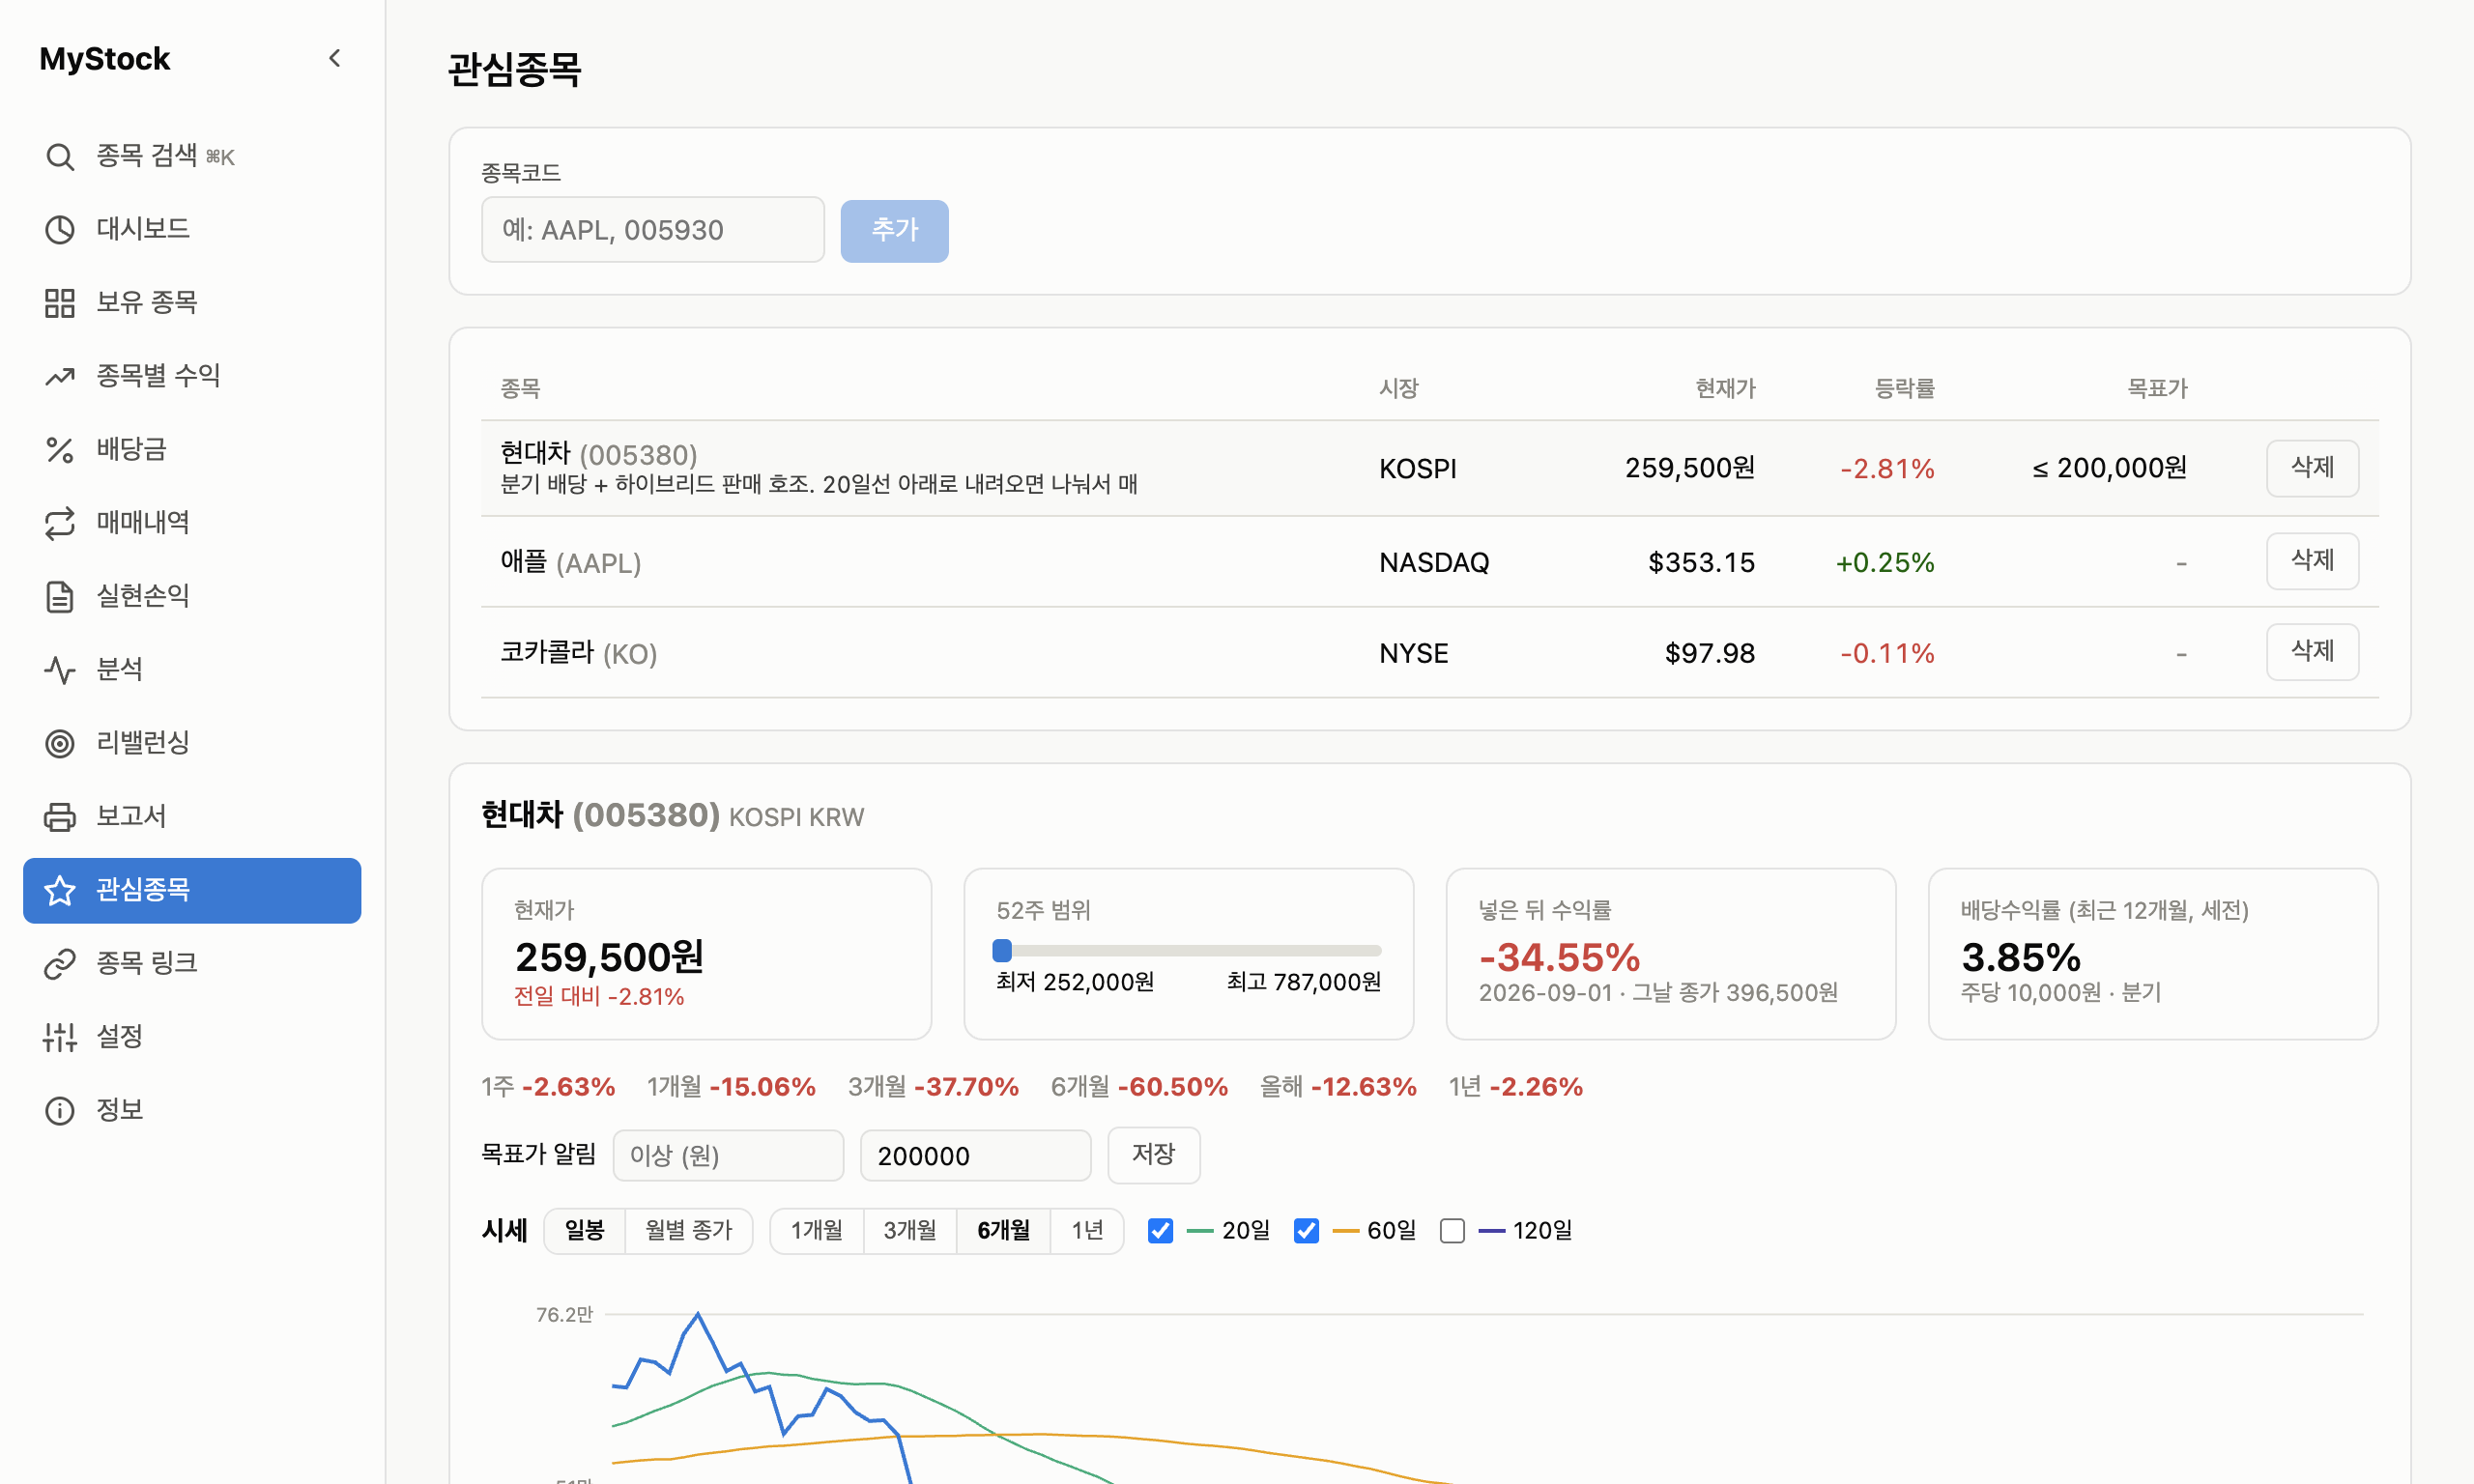 MyStock
종목 검색 ⌘K
대시보드
보유 종목
종목별 수익
배당금
매매내역
실현손익
분석
리밸런싱
보고서
관심종목
종목 링크
설정
정보
관심종목
종목코드
예: AAPL, 005930
추가
종목 시장 현재가 등락률 목표가
현대차 (005380) KOSPI 259,500원 -2.81% ≤ 200,000원 삭제
분기 배당 + 하이브리드 판매 호조. 20일선 아래로 내려오면 나눠서 매
애플 (AAPL) NASDAQ $353.15 +0.25% - 삭제
코카콜라 (KO) NYSE $97.98 -0.11% - 삭제
현대차 (005380) KOSPI KRW
현재가
259,500원
전일 대비 -2.81%
52주 범위
최저 252,000원 최고 787,000원
넣은 뒤 수익률
-34.55%
2026-09-01 · 그날 종가 396,500원
배당수익률 (최근 12개월, 세전)
3.85%
주당 10,000원 · 분기
1주 -2.63% 1개월 -15.06% 3개월 -37.70% 6개월 -60.50% 올해 -12.63% 1년 -2.26%
목표가 알림 이상 (원) 200000 저장
시세 일봉 월별 종가 1개월 3개월 6개월 1년 20일 60일 120일
76.2만